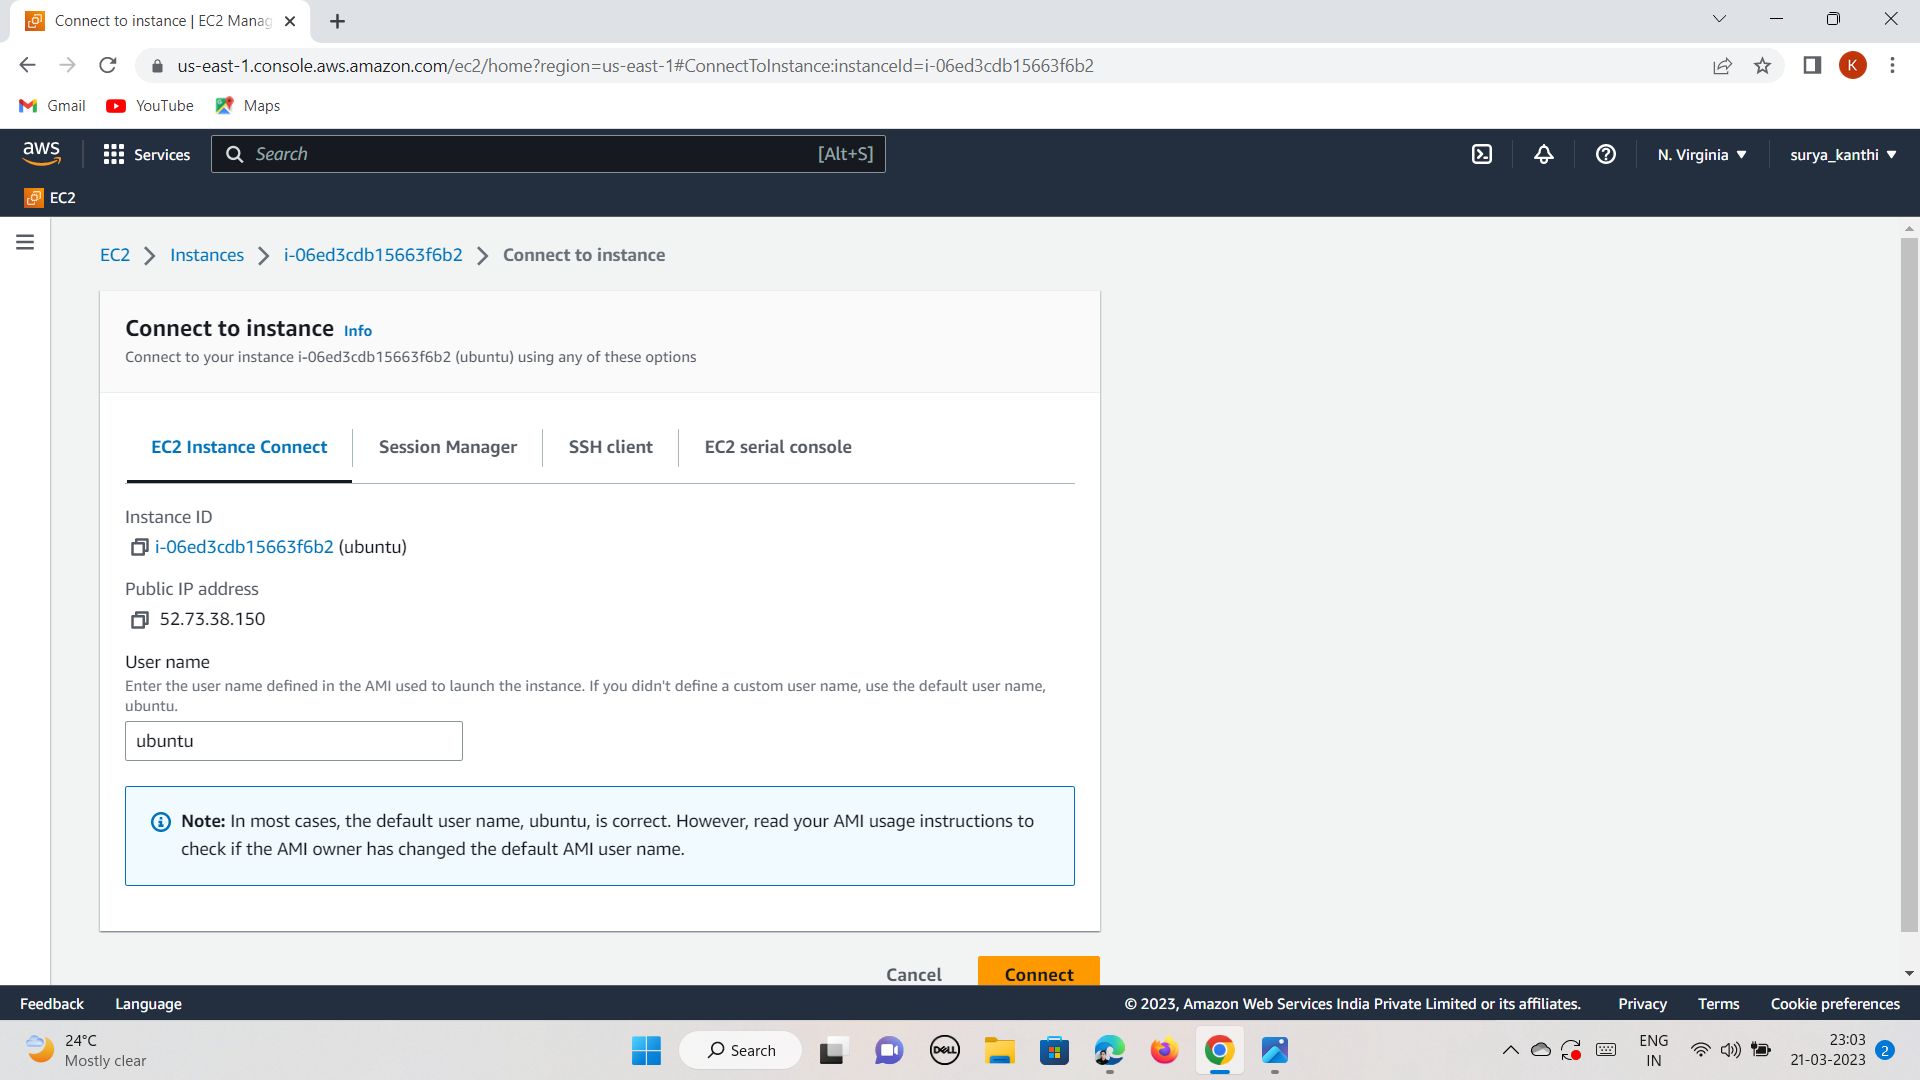 Connect to instance | EC2 Manag
us-east-1.console.aws.amazon.com/ec2/home?region=us-east-1#ConnectToInstance:instanceId=i-06ed3cdb15663f6b2
K
Gmail YouTube Maps
aws Services Search [Alt+S] N. Virginia surya_kanthi
EC2
EC2 Instances i-06ed3cdb15663f6b2 Connect to instance
Connect to instance Info
Connect to your instance i-06ed3cdb15663f6b2 (ubuntu) using any of these options
EC2 Instance Connect Session Manager SSH client EC2 serial console
Instance ID
i-06ed3cdb15663f6b2 (ubuntu)
Public IP address
52.73.38.150
User name
Enter the user name defined in the AMI used to launch the instance. If you didn't define a custom user name, use the default user name,
ubuntu.
ubuntu
Note: In most cases, the default user name, ubuntu, is correct. However, read your AMI usage instructions to
check if the AMI owner has changed the default AMI user name.
Cancel Connect
Feedback Language © 2023, Amazon Web Services India Private Limited or its affiliates. Privacy Terms Cookie preferences
24°C
Mostly clear
Search
DELL
ENG
IN
23:03
21-03-2023
2